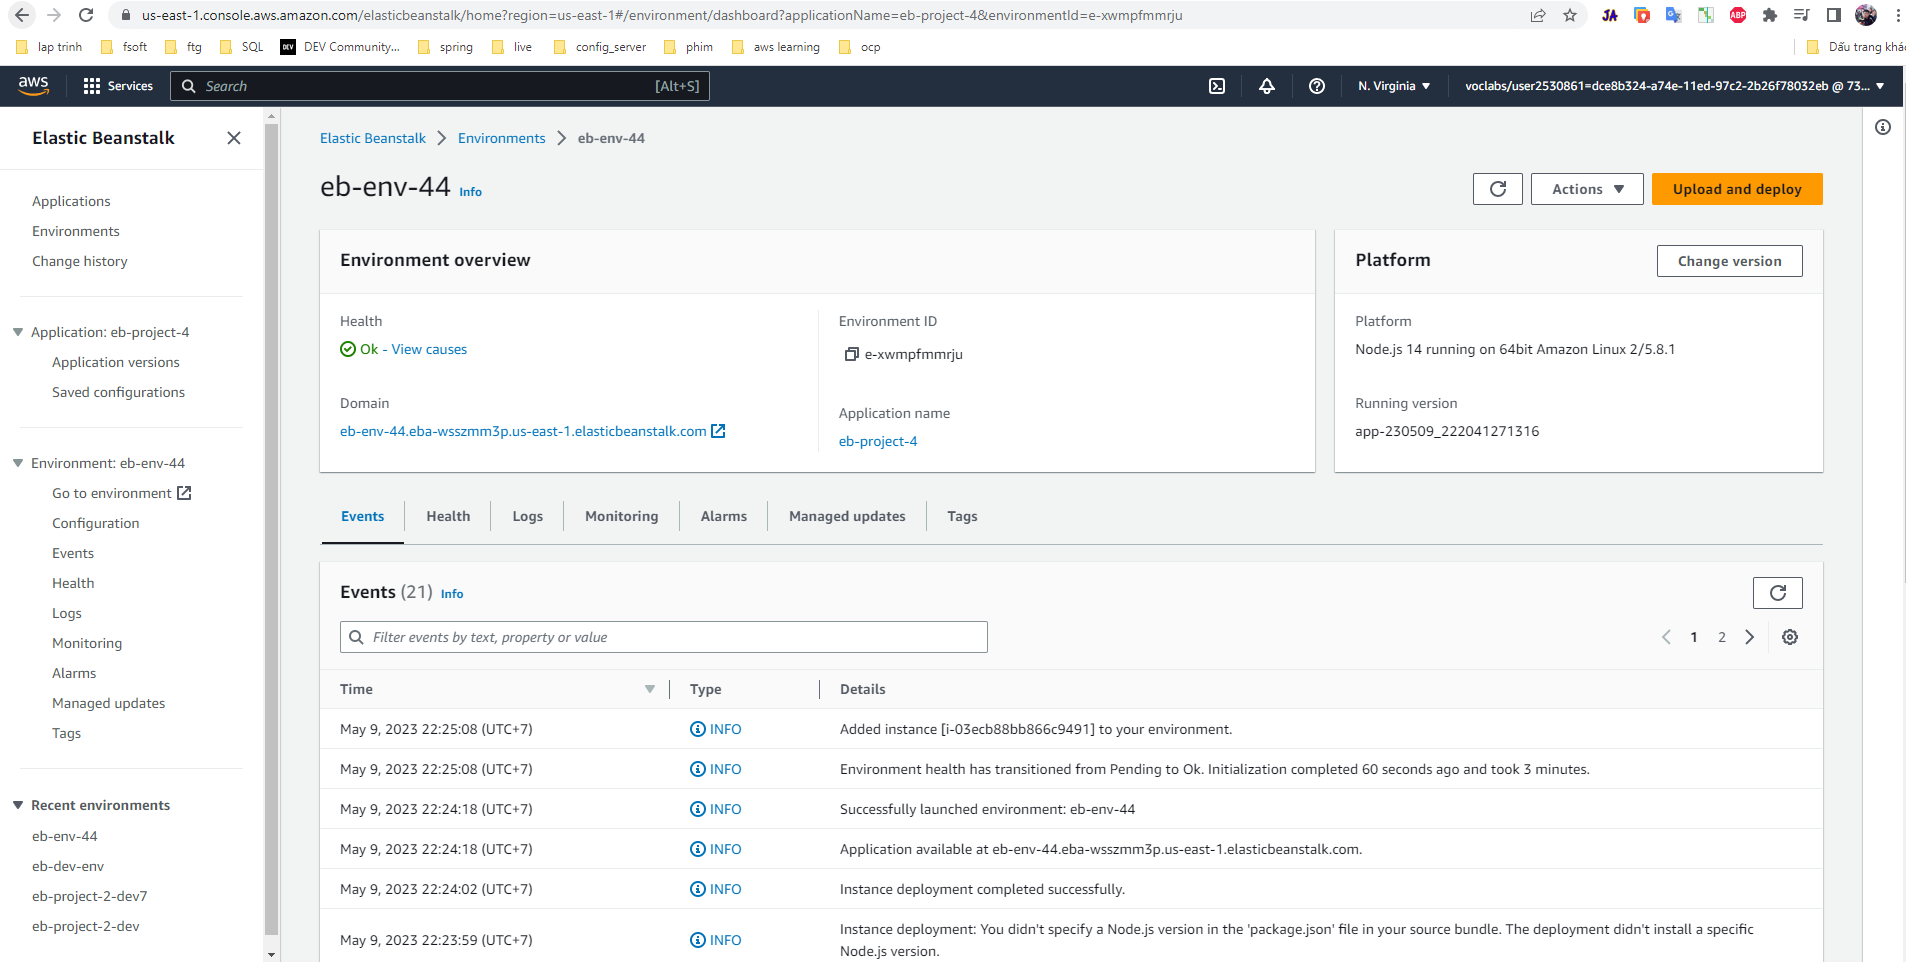 us-east-1.console.aws.amazon.com/elasticbeanstalk/home?region=us-east-1#/environment/dashboard?applicationName=eb-project-4&environmentId=e-xwmpfmmrju
JA
ABP
lap trinh fsoft ftg SQL DEV DEV Community... spring live config_server phim aws learning ocp Dấu trang khá
aws Services Search [Alt+S] N. Virginia voclabs/user2530861=dce8b324-a74e-11ed-97c2-2b26f78032eb @ 73...
Elastic Beanstalk
Applications
Environments
Change history
Application: eb-project-4
Application versions
Saved configurations
Environment: eb-env-44
Go to environment
Configuration
Events
Health
Logs
Monitoring
Alarms
Managed updates
Tags
Recent environments
eb-env-44
eb-dev-env
eb-project-2-dev7
eb-project-2-dev
Elastic Beanstalk Environments eb-env-44
eb-env-44 Info
Actions Upload and deploy
Environment overview
Health
Ok - View causes
Domain
eb-env-44.eba-wsszmm3p.us-east-1.elasticbeanstalk.com
Environment ID
e-xwmpfmmrju
Application name
eb-project-4
Platform Change version
Platform
Node.js 14 running on 64bit Amazon Linux 2/5.8.1
Running version
app-230509_222041271316
Events Health Logs Monitoring Alarms Managed updates Tags
Events (21) Info
Filter events by text, property or value 1 2
Time Type Details
May 9, 2023 22:25:08 (UTC+7) INFO Added instance [i-03ecb88bb866c9491] to your environment.
May 9, 2023 22:25:08 (UTC+7) INFO Environment health has transitioned from Pending to Ok. Initialization completed 60 seconds ago and took 3 minutes.
May 9, 2023 22:24:18 (UTC+7) INFO Successfully launched environment: eb-env-44
May 9, 2023 22:24:18 (UTC+7) INFO Application available at eb-env-44.eba-wsszmm3p.us-east-1.elasticbeanstalk.com.
May 9, 2023 22:24:02 (UTC+7) INFO Instance deployment completed successfully.
May 9, 2023 22:23:59 (UTC+7) INFO Instance deployment: You didn't specify a Node.js version in the 'package.json' file in your source bundle. The deployment didn't install a specific
Node.js version.